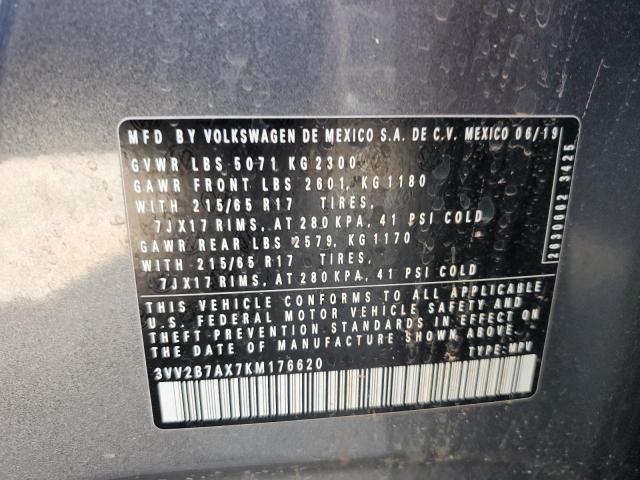 MFD BY VOLKSWAGEN DE MEXICO S.A. DE C.V. MEXICO 06/19
GVWR LBS 5071 KG 2300
GAWR FRONT LBS 2601, KG 1180
WITH 215/65 R17 TIRES,
7JX17 RIMS, AT 280 KPA, 41 PSI COLD
GAWR REAR LBS 2579, KG 1170
WITH 215/65 R17 TIRES,
7JX17 RIMS, AT 280 KPA, 41 PSI COLD
THIS VEHICLE CONFORMS TO ALL APPLICABLE
U.S. FEDERAL MOTOR VEHICLE SAFETY AND
THEFT-PREVENTION STANDARDS IN EFFECT ON
THE DATE OF MANUFACTURE SHOWN ABOVE.
3VV2B7AX7KM176620 TYPE: MPV
2630602 3425